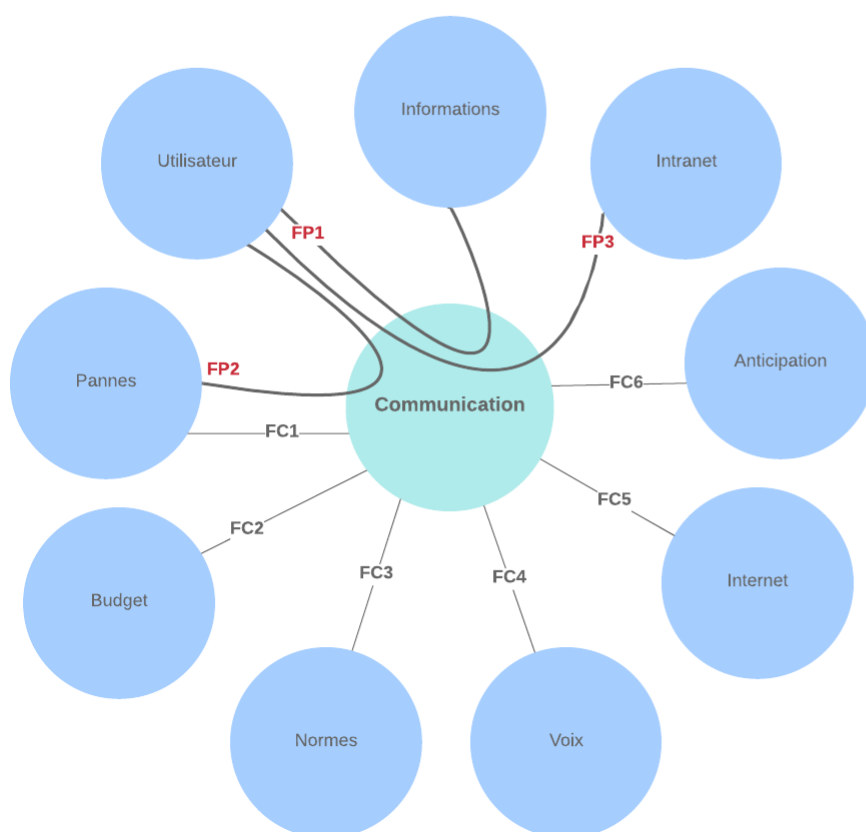 Informations
Utilisateur
Intranet
FP1
FP3
Anticipation
Pannes
FP2
FC6
Communication
FC1
FC5
FC2
Internet
FC3
FC4
Budget
Normes
Voix